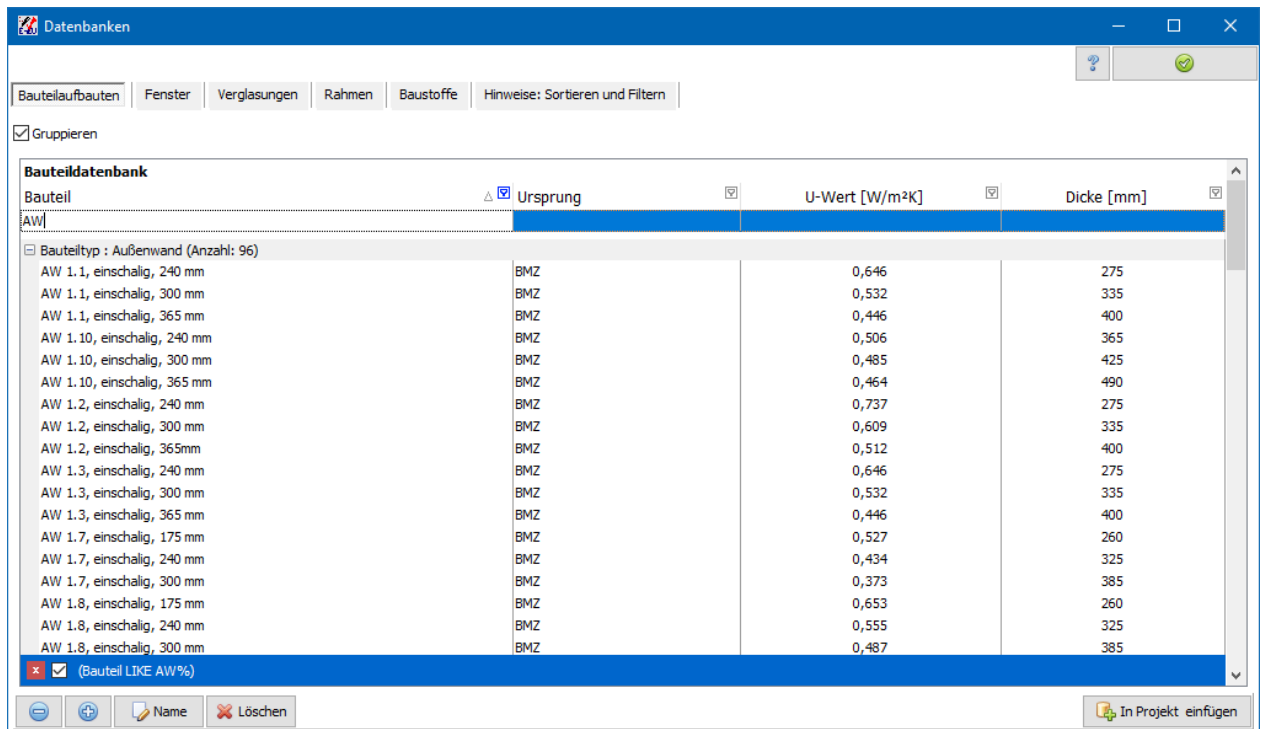 Datenbanken
?
Bauteilaufbauten Fenster Verglasungen Rahmen Baustoffe Hinweise: Sortieren und Filtern
Gruppieren
Bauteildatenbank
Bauteil Ursprung U-Wert [W/m²K] Dicke [mm]
AW
Bauteiltyp : Außenwand (Anzahl: 96)
AW 1.1, einschalig, 240 mm BMZ 0,646 275
AW 1.1, einschalig, 300 mm BMZ 0,532 335
AW 1.1, einschalig, 365 mm BMZ 0,446 400
AW 1.10, einschalig, 240 mm BMZ 0,506 365
AW 1.10, einschalig, 300 mm BMZ 0,485 425
AW 1.10, einschalig, 365 mm BMZ 0,464 490
AW 1.2, einschalig, 240 mm BMZ 0,737 275
AW 1.2, einschalig, 300 mm BMZ 0,609 335
AW 1.2, einschalig, 365mm BMZ 0,512 400
AW 1.3, einschalig, 240 mm BMZ 0,646 275
AW 1.3, einschalig, 300 mm BMZ 0,532 335
AW 1.3, einschalig, 365 mm BMZ 0,446 400
AW 1.7, einschalig, 175 mm BMZ 0,527 260
AW 1.7, einschalig, 240 mm BMZ 0,434 325
AW 1.7, einschalig, 300 mm BMZ 0,373 385
AW 1.8, einschalig, 175 mm BMZ 0,653 260
AW 1.8, einschalig, 240 mm BMZ 0,555 325
AW 1.8, einschalig, 300 mm BMZ 0,487 385
(Bauteil LIKE AW%)
Name Löschen In Projekt einfügen